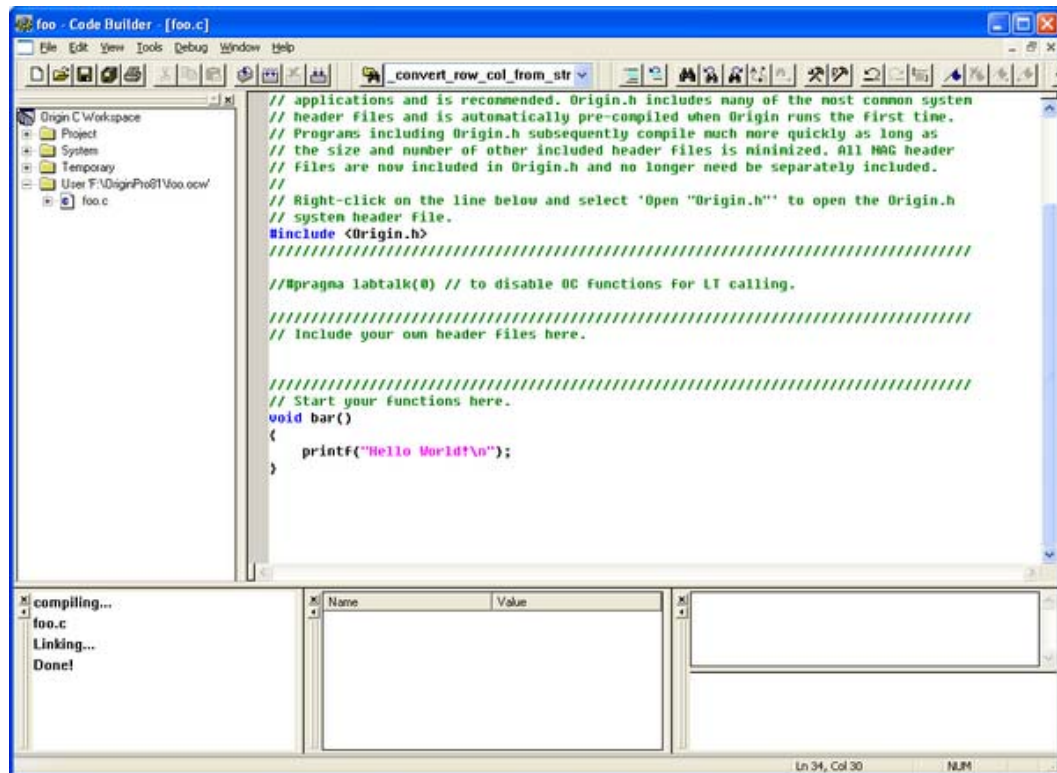 foo - Code Builder - [foo.c]
File Edit View Tools Debug Window Help
_convert_row_col_from_str
Origin C Workspace
Project
System
Temporary
User 'F:\OriginPro81\foo.ocw'
foo.c
// applications and is recommended. Origin.h includes many of the most common system
// header files and is automatically pre-compiled when Origin runs the first time.
// Programs including Origin.h subsequently compile much more quickly as long as
// the size and number of other included header files is minimized. All NAG header
// files are now included in Origin.h and no longer need be separately included.
//
// Right-click on the line below and select 'Open "Origin.h"' to open the Origin.h
// system header file.
#include <Origin.h>
////////////////////////////////////////////////////////////////////////////////////
//#pragma labtalk(0) // to disable OC functions for LT calling.
////////////////////////////////////////////////////////////////////////////////////
// Include your own header files here.
////////////////////////////////////////////////////////////////////////////////////
// Start your functions here.
void bar()
{
printf("Hello World!\n");
}
compiling...
foo.c
Linking...
Done!
Name Value
Ln 34, Col 30 NUM